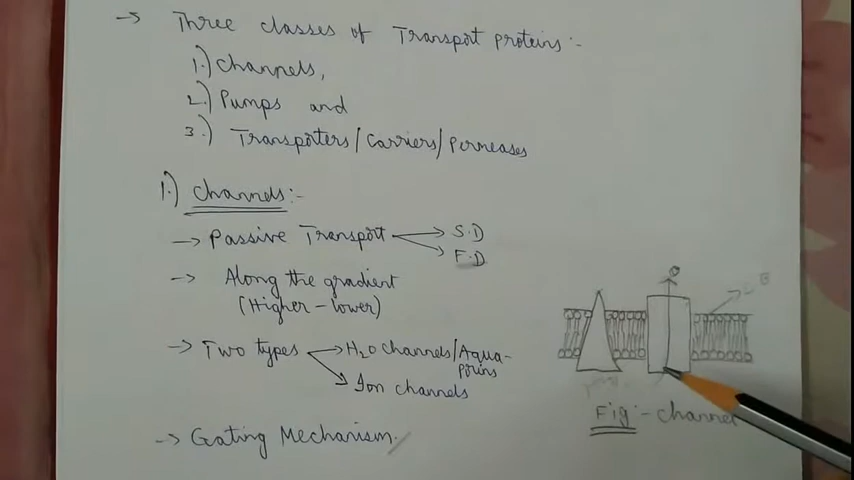 → Three classes of Transport proteins:-
1.) Channels,
2.) Pumps and
3.) Transporters/Carriers/Permeases
1.) Channels:-
→ Passive Transport → S.D
→ F.D
→ Along the gradient
(Higher-lower)
→ Two types → H2O channels/Aqua-
porins
→ Ion channels
→ Gating Mechanism.
L B
Fig:- channel